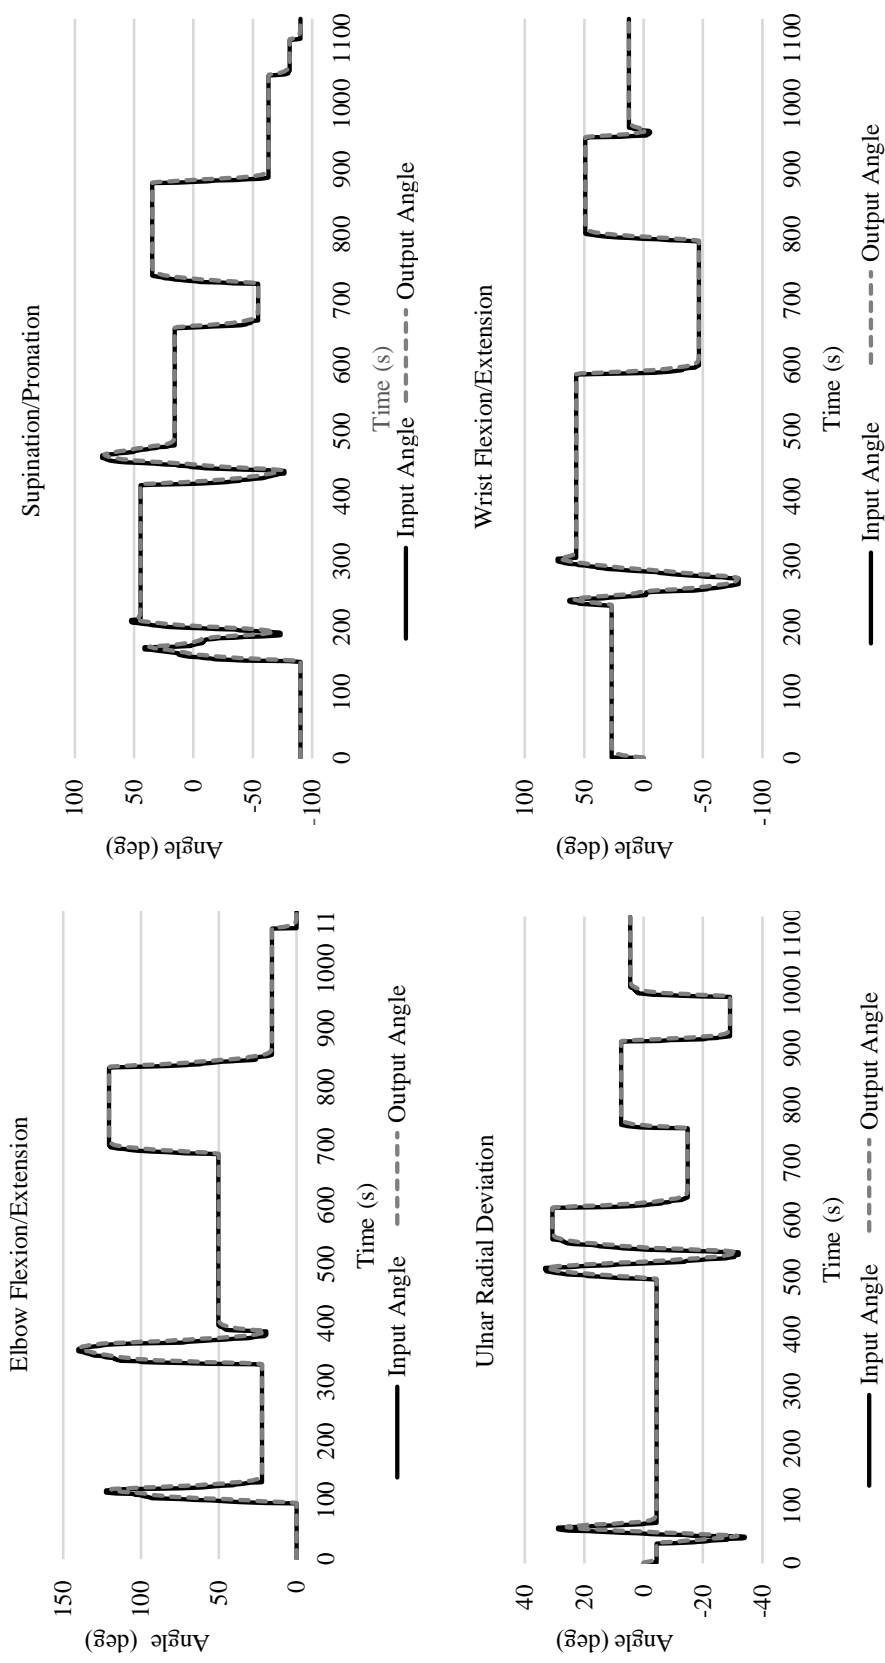 Elbow Flexion/Extension
150
100
50
0
Angle (deg)
0 100 200 300 400 500 600 700 800 900 1000 11
Time (s)
Input Angle Output Angle
Supination/Pronation
100
50
0
-50
-100
Angle (deg)
0 100 200 300 400 500 600 700 800 900 1000 1100
Time (s)
Input Angle Output Angle
Ulnar Radial Deviation
40
20
0
-20
-40
Angle (deg)
0 100 200 300 400 500 600 700 800 900 1000 1100
Time (s)
Input Angle Output Angle
Wrist Flexion/Extension
100
50
0
-50
-100
Angle (deg)
0 100 200 300 400 500 600 700 800 900 1000 1100
Time (s)
Input Angle Output Angle